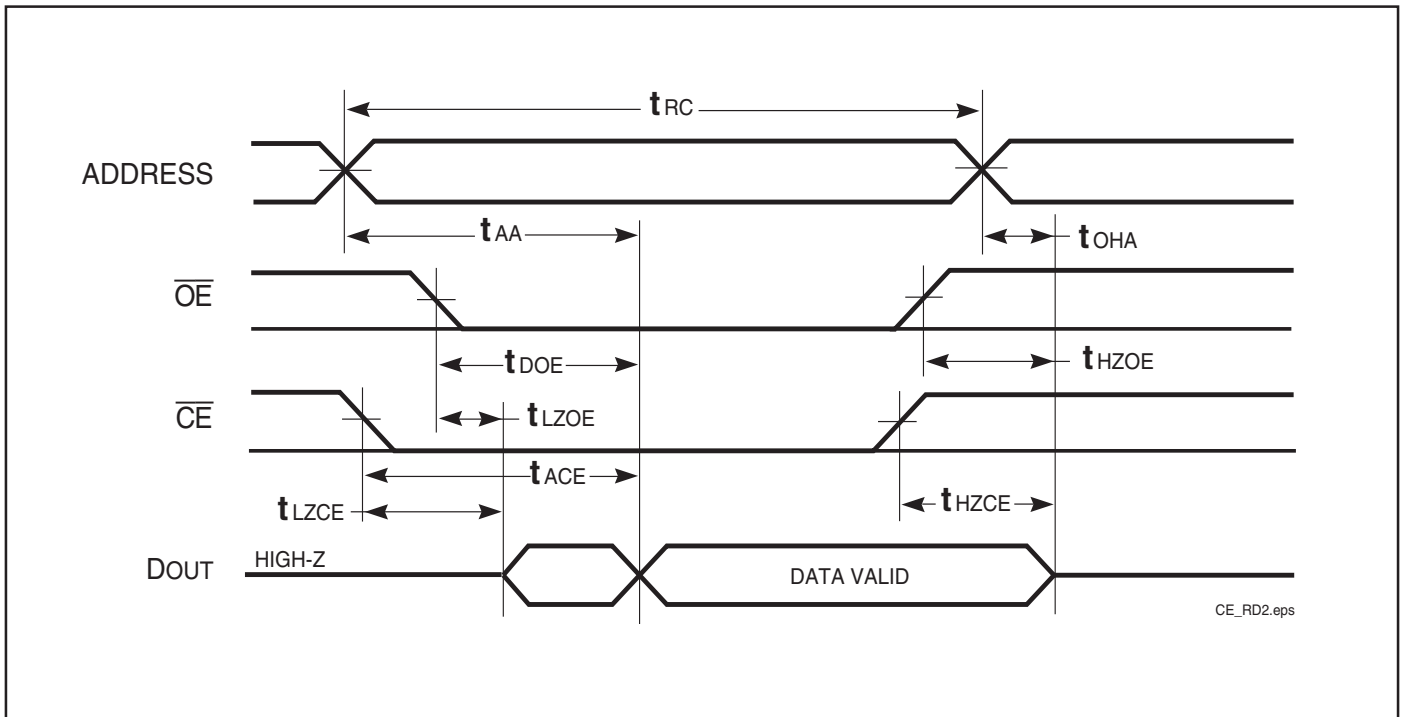 tRC
ADDRESS
tAA
tOHA
OE
tDOE
tHZOE
CE
tLZOE
tACE
tLZCE
tHZCE
DOUT
HIGH-Z
DATA VALID
CE_RD2.eps